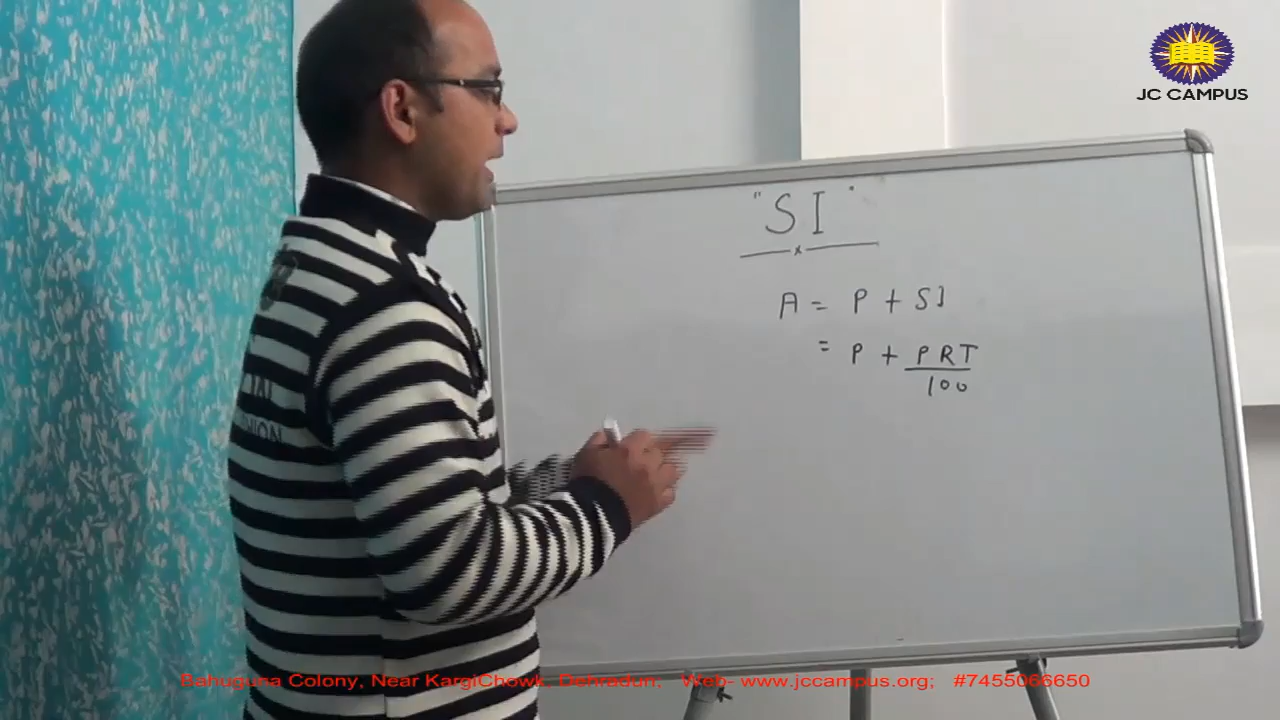 JC CAMPUS
"SI"
A = P + SI
= P + PRT
100
Bahuguna Colony, Near KargiChowk, Dehradun; Web- www.jccampus.org; #7455066650